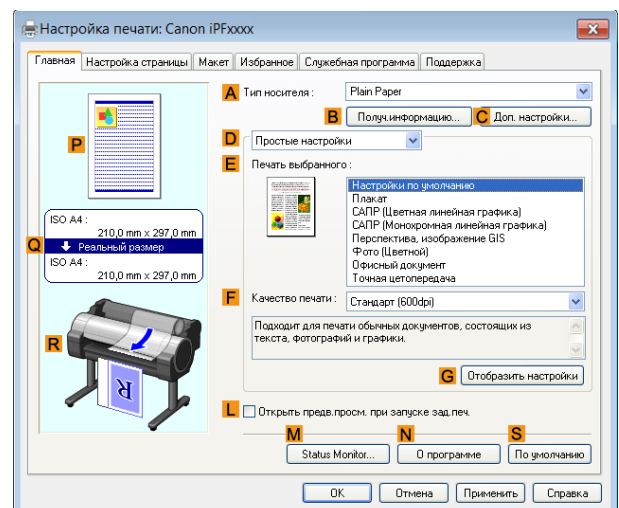 Настройка печати: Canon iPFxxxx
Главная Настройка страницы Макет Избранное Служебная программа Поддержка
A Тип носителя : Plain Paper
B Получ.информацию... C Доп. настройки...
P
D Простые настройки
E Печать выбранного :
Настройки по умолчанию
Плакат
САПР (Цветная линейная графика)
САПР (Монохромная линейная графика)
Перспектива, изображение GIS
Фото (Цветной)
Офисный документ
Точная цетопередача
ISO A4 :
210,0 mm x 297,0 mm
Q Реальный размер
ISO A4 :
210,0 mm x 297,0 mm
F Качество печати : Стандарт (600dpi)
Подходит для печати обычных документов, состоящих из
текста, фотографий и графики.
R
R
G Отобразить настройки
L Открыть предв.просм. при запуске зад.печ.
M N S
Status Monitor... О программе По умолчанию
OK Отмена Применить Справка